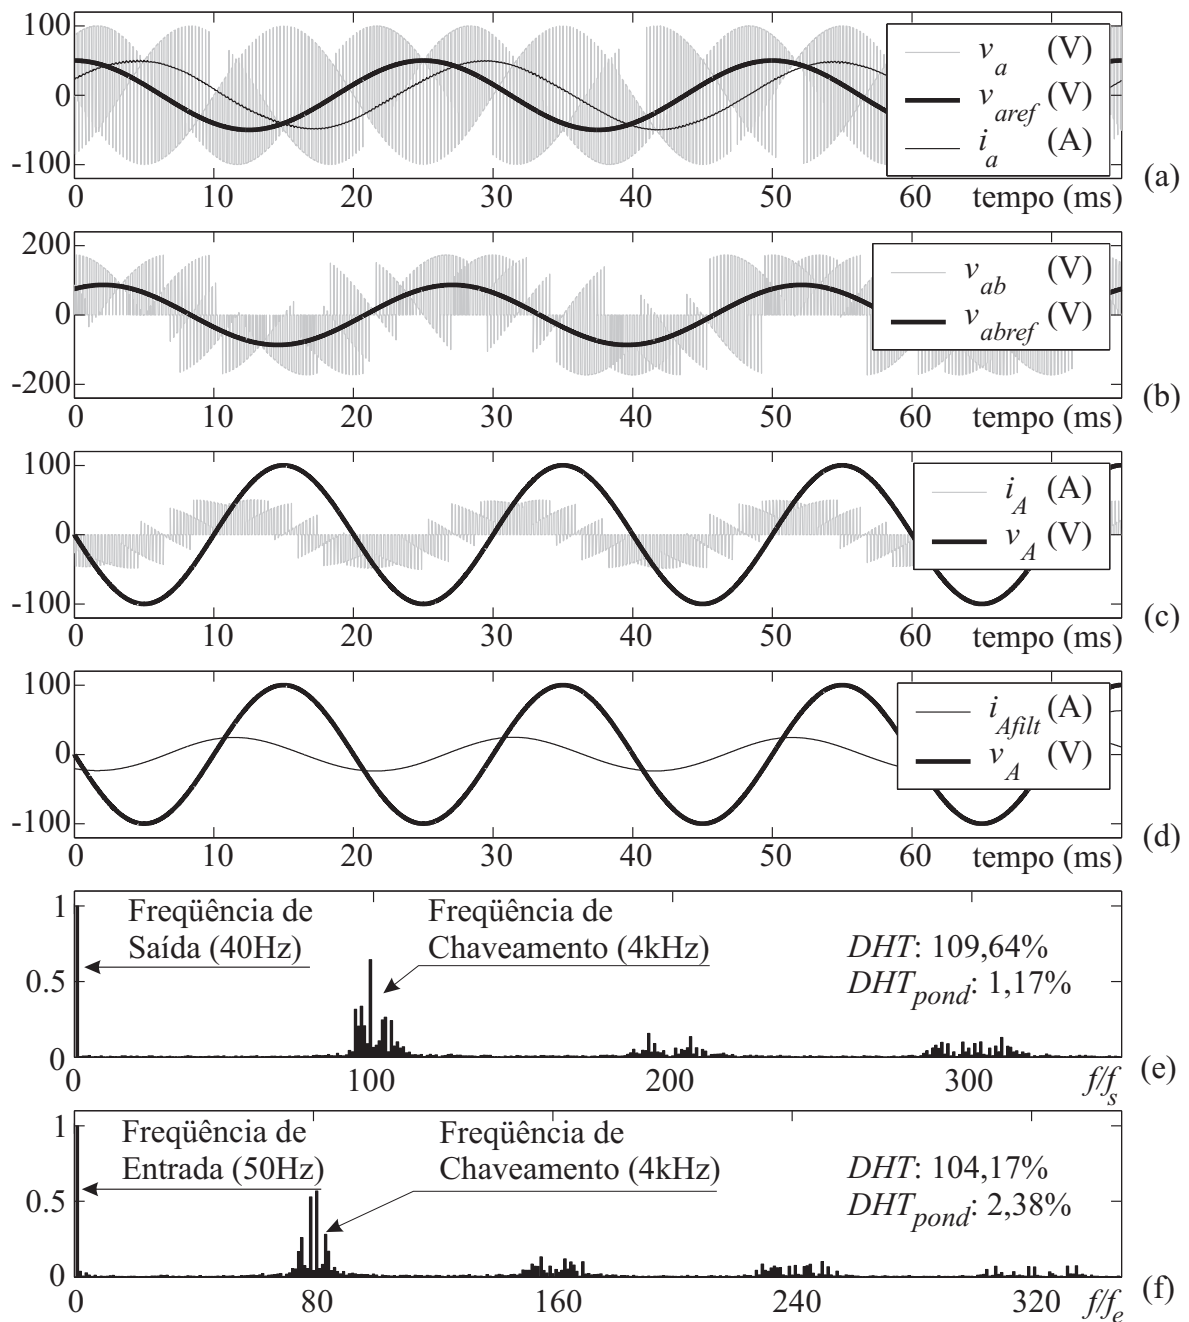 100
0
-100
v_a (V)
v_aref (V)
i_a (A)
0 10 20 30 40 50 60 tempo (ms)
(a)
200
0
-200
v_ab (V)
v_abref (V)
0 10 20 30 40 50 60 tempo (ms)
(b)
100
0
-100
i_A (A)
v_A (V)
0 10 20 30 40 50 60 tempo (ms)
(c)
100
0
-100
i_Afilt (A)
v_A (V)
0 10 20 30 40 50 60 tempo (ms)
(d)
1
0.5
0
Freqüência de
Saída (40Hz)
Freqüência de
Chaveamento (4kHz)
DHT: 109,64%
DHT_pond: 1,17%
0 100 200 300 f/f_s
(e)
1
0.5
0
Freqüência de
Entrada (50Hz)
Freqüência de
Chaveamento (4kHz)
DHT: 104,17%
DHT_pond: 2,38%
0 80 160 240 320 f/f_e
(f)